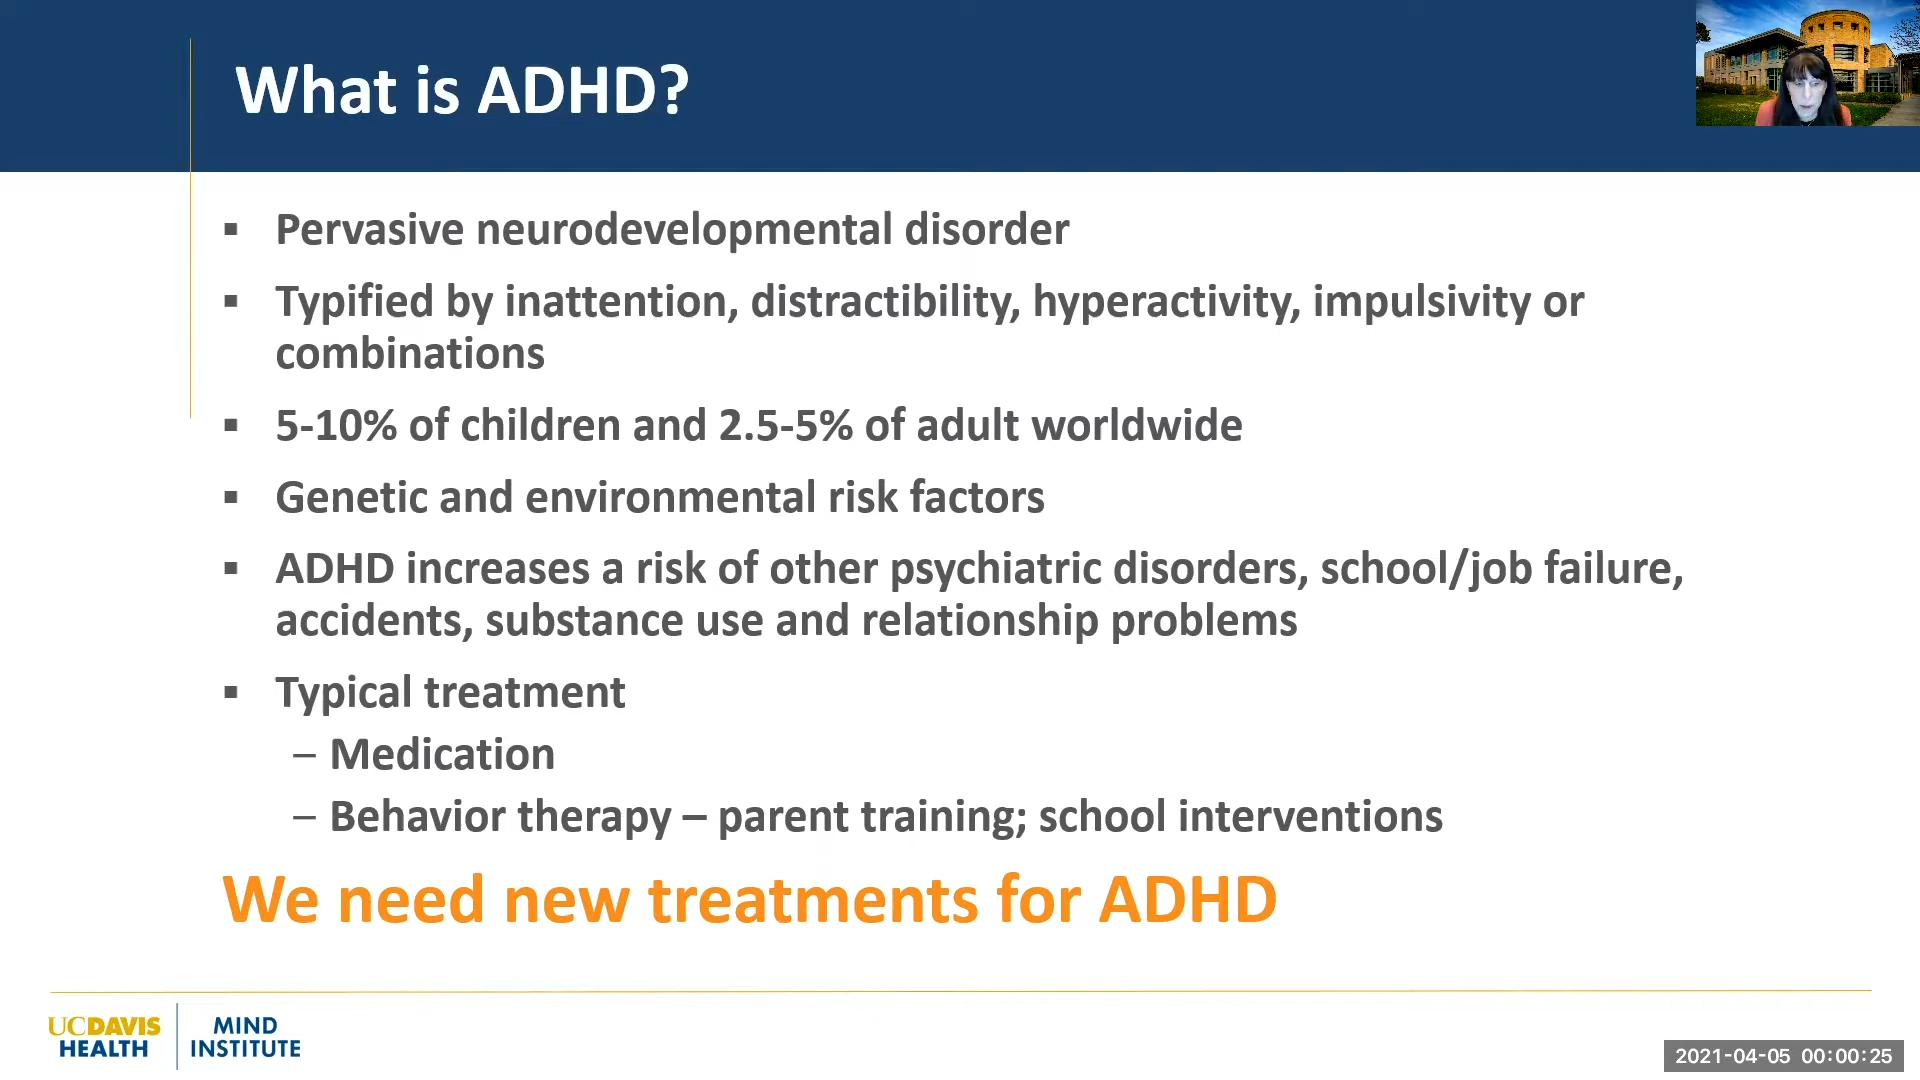 What is ADHD?
▪ Pervasive neurodevelopmental disorder
▪ Typified by inattention, distractibility, hyperactivity, impulsivity or
combinations
▪ 5-10% of children and 2.5-5% of adult worldwide
▪ Genetic and environmental risk factors
▪ ADHD increases a risk of other psychiatric disorders, school/job failure,
accidents, substance use and relationship problems
▪ Typical treatment
– Medication
– Behavior therapy – parent training; school interventions
We need new treatments for ADHD
UCDAVIS
HEALTH
MIND
INSTITUTE
2021-04-05 00:00:25